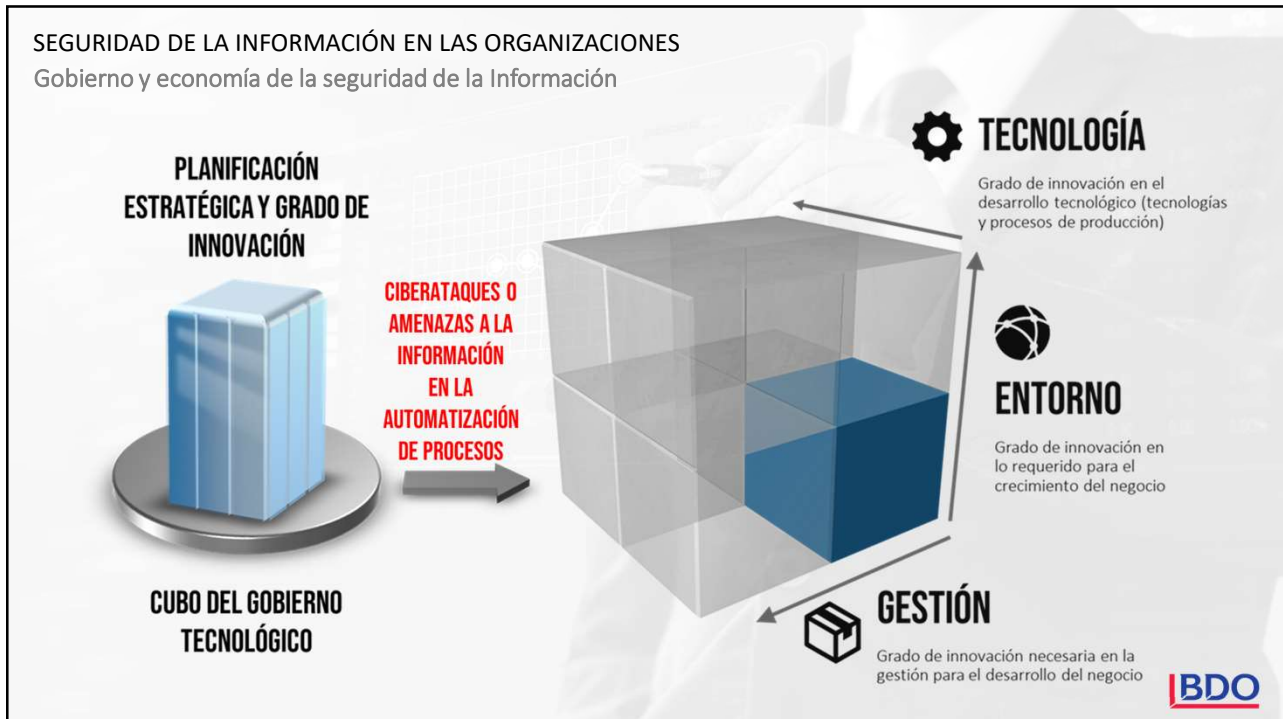 SEGURIDAD DE LA INFORMACIÓN EN LAS ORGANIZACIONES
Gobierno y economía de la seguridad de la Información
PLANIFICACIÓN
ESTRATÉGICA Y GRADO DE
INNOVACIÓN
CUBO DEL GOBIERNO
TECNOLÓGICO
CIBERATAQUES O
AMENAZAS A LA
INFORMACIÓN
EN LA
AUTOMATIZACIÓN
DE PROCESOS
TECNOLOGÍA
Grado de innovación en el
desarrollo tecnológico (tecnologías
y procesos de producción)
ENTORNO
Grado de innovación en
lo requerido para el
crecimiento del negocio
GESTIÓN
Grado de innovación necesaria en la
gestión para el desarrollo del negocio
BDO